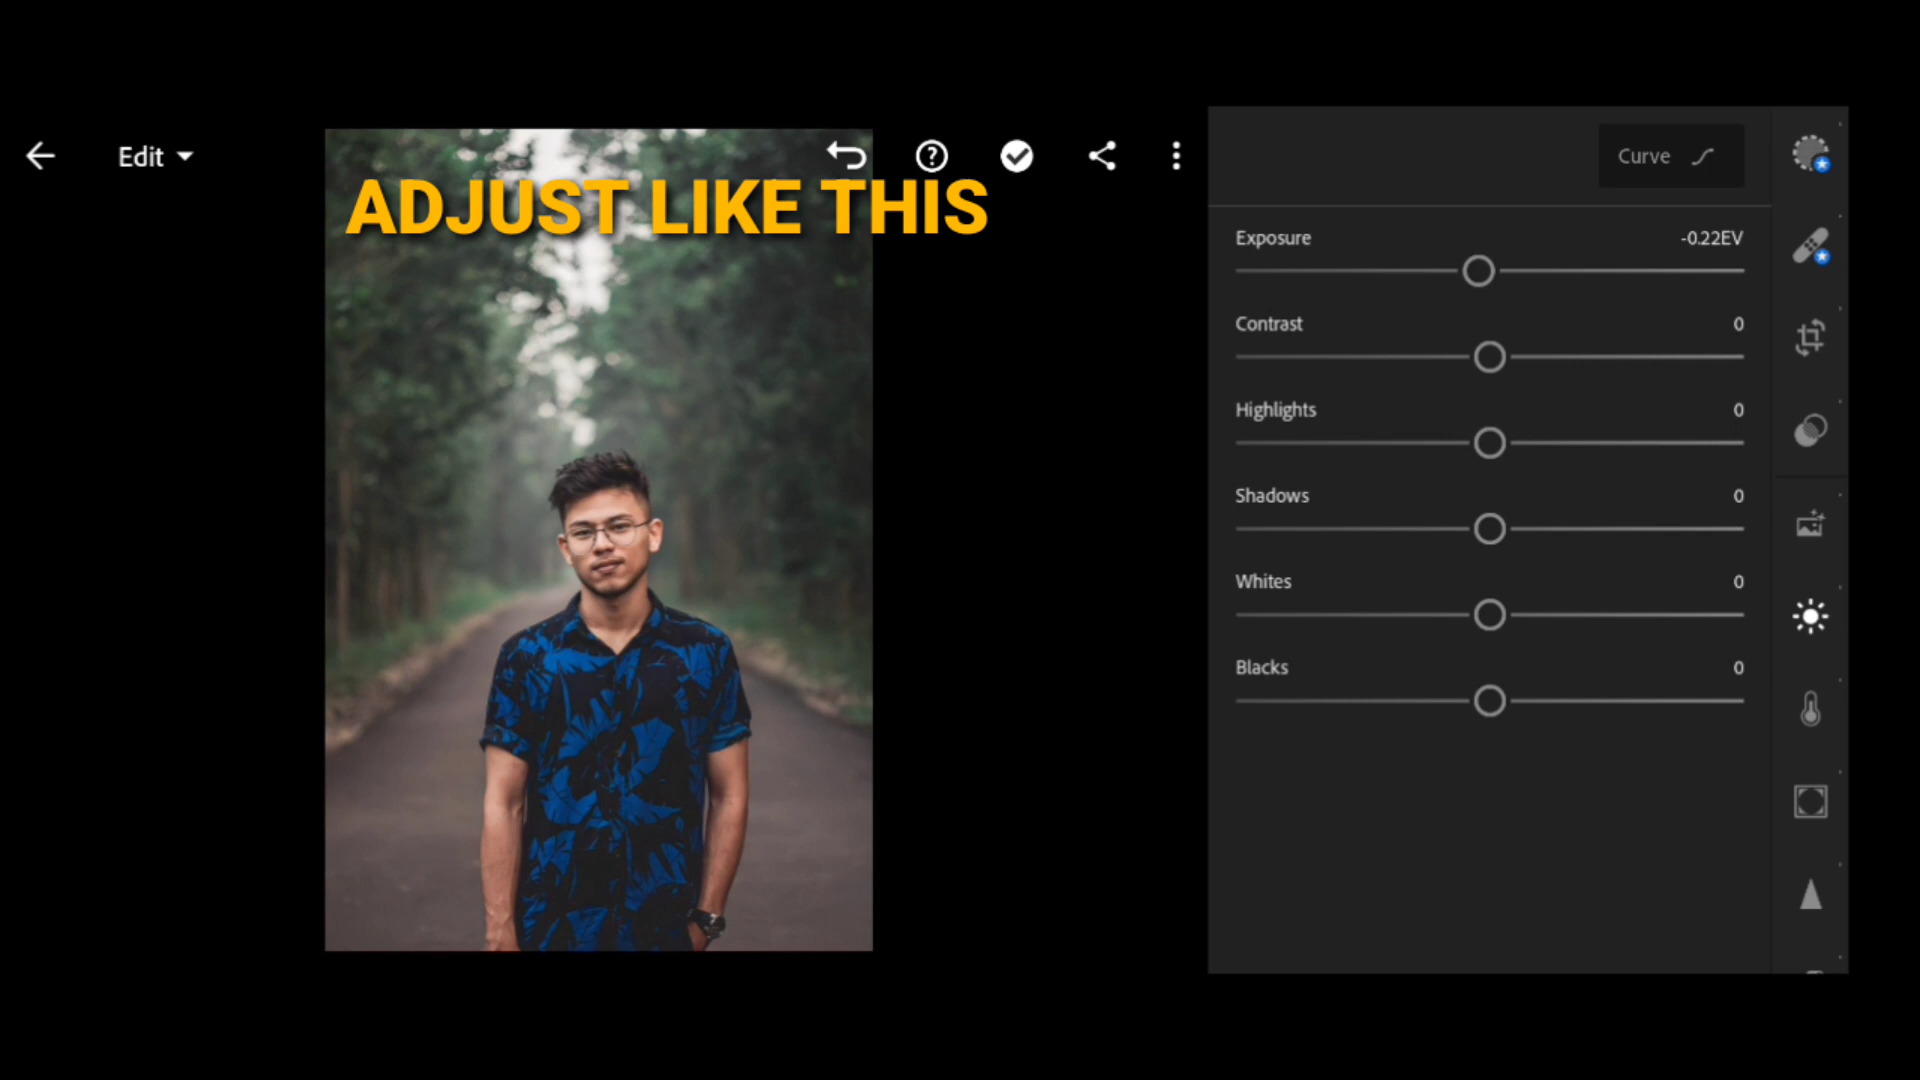 Edit
ADJUST LIKE THIS
Curve
Exposure -0.22EV
Contrast 0
Highlights 0
Shadows 0
Whites 0
Blacks 0